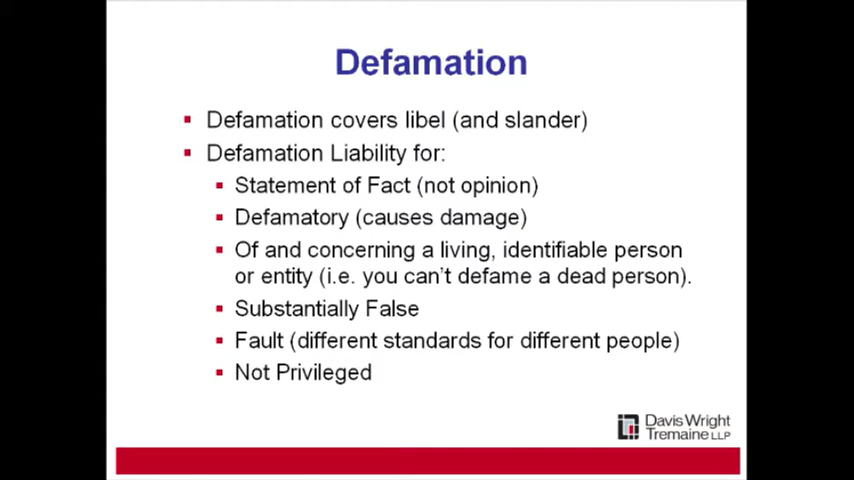 Defamation
Defamation covers libel (and slander)
Defamation Liability for:
Statement of Fact (not opinion)
Defamatory (causes damage)
Of and concerning a living, identifiable person
or entity (i.e. you can't defame a dead person).
Substantially False
Fault (different standards for different people)
Not Privileged
Davis Wright
Tremaine LLP